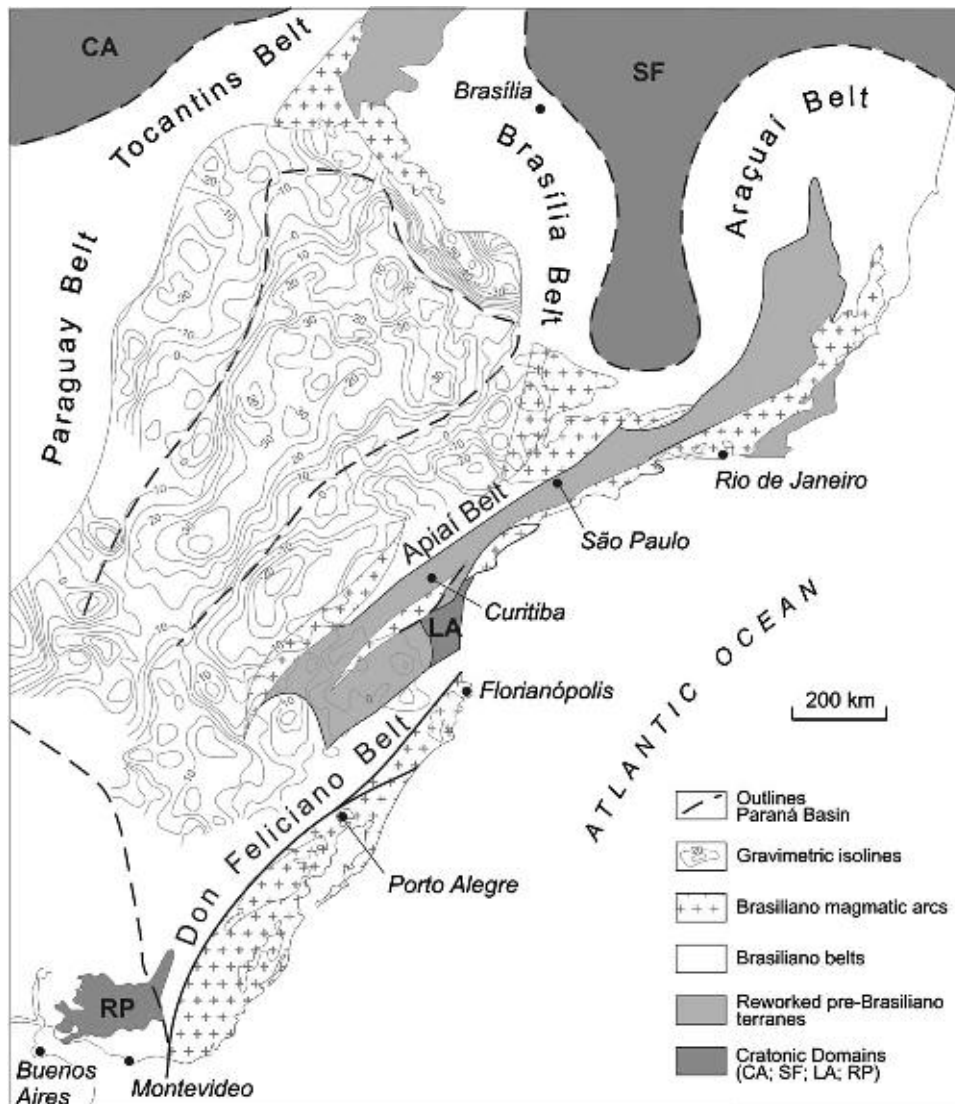 CA
Tocantins Belt
SF
Brasília
Brasília Belt
Araçuaí Belt
Paraguay Belt
Apiaí Belt
Rio de Janeiro
São Paulo
Curitiba
LA
Florianópolis
200 km
ATLANTIC OCEAN
Don Feliciano Belt
Porto Alegre
RP
Buenos
Aires
Montevideo
Outlines
Paraná Basin
Gravimetric isolines
Brasiliano magmatic arcs
Brasiliano belts
Reworked pre-Brasiliano
terranes
Cratonic Domains
(CA; SF; LA; RP)